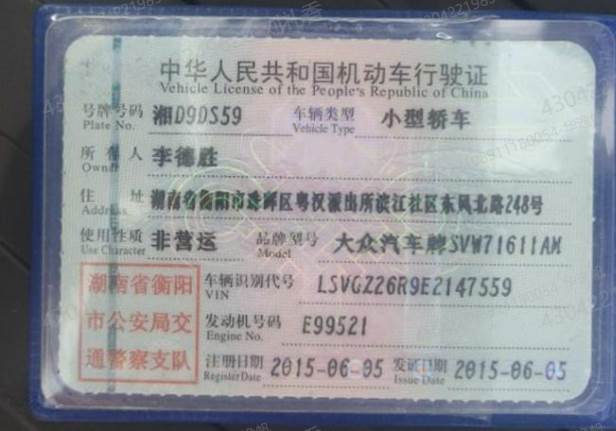 中华人民共和国机动车行驶证
Vehicle License of the People's Republic of China
号牌号码 湘D9DS59 车辆类型 小型轿车
Plate No. Vehicle Type
所有人 李德胜
Owner
住址 湖南省衡阳市珠晖区粤汉派出所滨江社区东风北路248号
Address
使用性质 非营运 品牌型号 大众汽车牌SVW71611AM
Use Character Model
湖南省衡阳
市公安局交
通警察支队
车辆识别代号 LSVGZ26R9E2147559
VIN
发动机号码 E99521
Engine No.
注册日期 2015-06-05 发证日期 2015-06-05
Register Date Issue Date